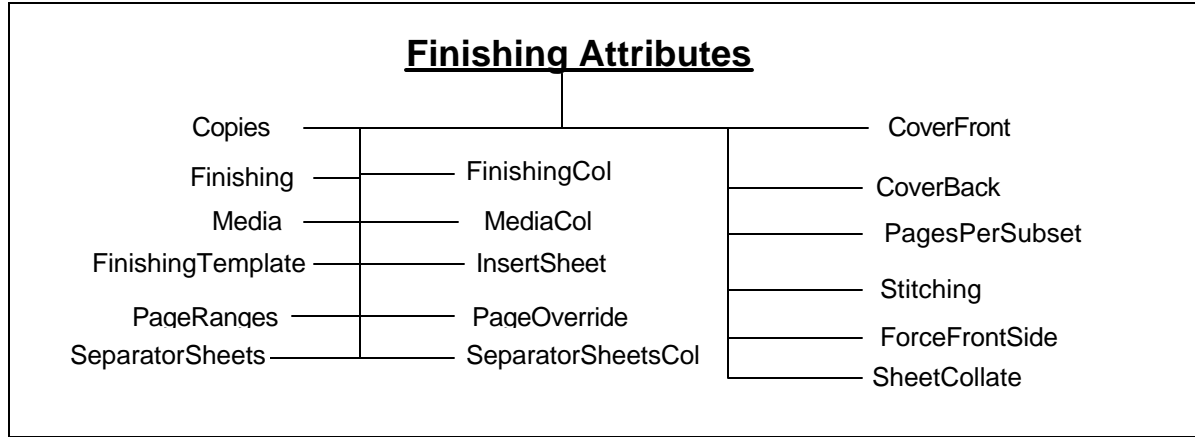 Finishing Attributes
Copies
CoverFront
Finishing
FinishingCol
CoverBack
Media
MediaCol
PagesPerSubset
FinishingTemplate
InsertSheet
Stitching
PageRanges
PageOverride
ForceFrontSide
SeparatorSheets
SeparatorSheetsCol
SheetCollate